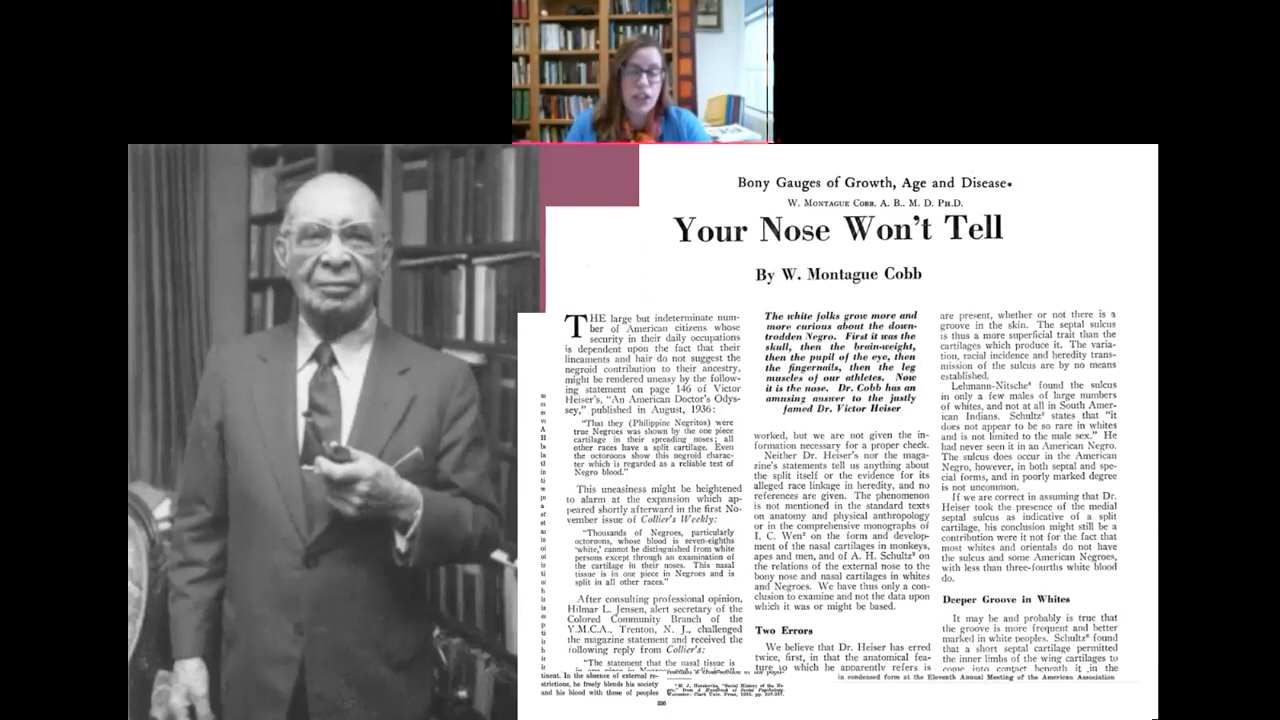 Bony Gauges of Growth, Age and Disease*
W. MONTAGUE COBB. A. B.. M. D. PH.D.
Your Nose Won't Tell
By W. Montague Cobb
THE large but indeterminate num-
ber of American citizens whose
security in their daily occupations
is dependent upon the fact that their
lineaments and hair do not suggest the
negroid contribution to their ancestry,
might be rendered uneasy by the follow-
ing statement on page 146 of Victor
Heiser's, "An American Doctor's Odys-
sey," published in August, 1936:
"That they (Philippine Negritos) were
true Negroes was shown by the one piece
cartilage in their spreading noses; all
other races have a split cartilage. Even
the octoroons show this negroid charac-
ter which is regarded as a reliable test of
Negro blood."
This uneasiness might be heightened
to alarm at the expansion which ap-
peared shortly afterward in the first No-
vember issue of Collier's Weekly:
"Thousands of Negroes, particularly
octoroons, whose blood is seven-eighths
'white,' cannot be distinguished from white
persons except through an examination of
the cartilage in their noses. This nasal
tissue is in one piece in Negroes and is
split in all other races."
After consulting professional opinion,
Hilmar L. Jensen, alert secretary of the
Colored Community Branch of the
Y.M.C.A., Trenton, N. J., challenged
the magazine statement and received the
following reply from Collier's:
"The statement that the nasal tissue is
tinent. In the absence of external re-
strictions, he freely blends his society
and his blood with those of peoples
The white folks grow more and
more curious about the down-
trodden Negro. First it was the
skull, then the brain-weight,
then the pupil of the eye, then
the fingernails, then the leg
muscles of our athletes. Now
it is the nose. Dr. Cobb has an
amusing answer to the justly
famed Dr. Victor Heiser
worked, but we are not given the in-
formation necessary for a proper check.
Neither Dr. Heiser's nor the maga-
zine's statements tell us anything about
the split itself or the evidence for its
alleged race linkage in heredity, and no
references are given. The phenomenon
is not mentioned in the standard texts
on anatomy and physical anthropology
or in the comprehensive monographs of
I. C. Wen² on the form and develop-
ment of the nasal cartilages in monkeys,
apes and men, and of A. H. Schultz³ on
the relations of the external nose to the
bony nose and nasal cartilages in whites
and Negroes. We have thus only a con-
clusion to examine and not the data upon
which it was or might be based.
Two Errors
We believe that Dr. Heiser has erred
twice, first, in that the anatomical fea-
ture to which he apparently refers is
are present, whether or not there is a
groove in the skin. The septal sulcus
is thus a more superficial trait than the
cartilages which produce it. The varia-
tion, racial incidence and heredity trans-
mission of the sulcus are by no means
established.
Lehmann-Nitsche⁴ found the sulcus
in only a few males of large numbers
of whites, and not at all in South Amer-
ican Indians. Schultz⁵ states that "it
does not appear to be so rare in whites
and is not limited to the male sex." He
had never seen it in an American Negro.
The sulcus does occur in the American
Negro, however, in both septal and spe-
cial forms, and in poorly marked degree
is not uncommon.
If we are correct in assuming that Dr.
Heiser took the presence of the medial
septal sulcus as indicative of a split
cartilage, his conclusion might still be a
contribution were it not for the fact that
most whites and orientals do not have
the sulcus and some American Negroes,
with less than three-fourths white blood
do.
Deeper Groove in Whites
It may be and probably is true that
the groove is more frequent and better
marked in white peoples. Schultz⁶ found
that a short septal cartilage permitted
the inner limbs of the wing cartilages to
come into contact beneath it in the
in condensed form at the Eleventh Annual Meeting of the American Association